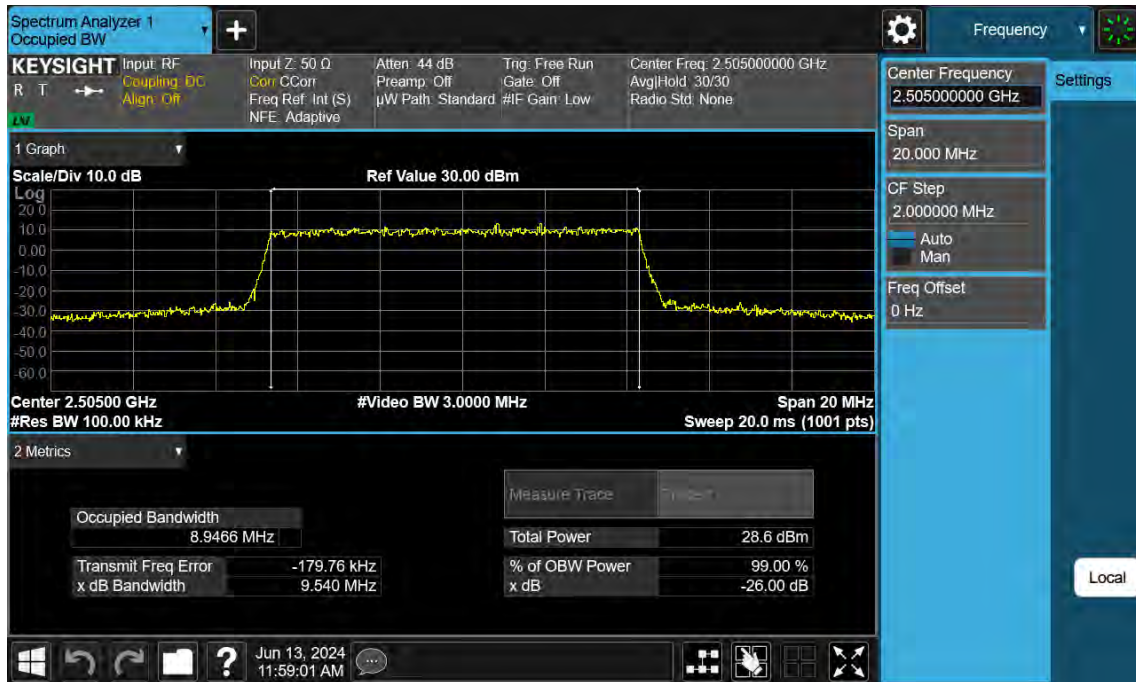 Spectrum Analyzer 1
Occupied BW
+
Frequency
KEYSIGHT
R T
Input: RF
Coupling: DC
Align: Off
Input Z: 50 Ω
Corr CCorr
Freq Ref: Int (S)
NFE: Adaptive
Atten: 44 dB
Preamp: Off
µW Path: Standard
Trig: Free Run
Gate: Off
#IF Gain: Low
Center Freq: 2.505000000 GHz
Avg|Hold: 30/30
Radio Std: None
Center Frequency
2.505000000 GHz
Settings
Span
20.000 MHz
CF Step
2.000000 MHz
Auto
Man
Freq Offset
0 Hz
Local
1 Graph
Scale/Div 10.0 dB
Ref Value 30.00 dBm
Log
20.0
10.0
0.00
-10.0
-20.0
-30.0
-40.0
-50.0
-60.0
Center 2.50500 GHz
#Video BW 3.0000 MHz
Span 20 MHz
#Res BW 100.00 kHz
Sweep 20.0 ms (1001 pts)
2 Metrics
Measure Trace
Occupied Bandwidth
8.9466 MHz
Total Power 28.6 dBm
Transmit Freq Error -179.76 kHz
% of OBW Power 99.00 %
x dB Bandwidth 9.540 MHz
x dB -26.00 dB
?
Jun 13, 2024
11:59:01 AM